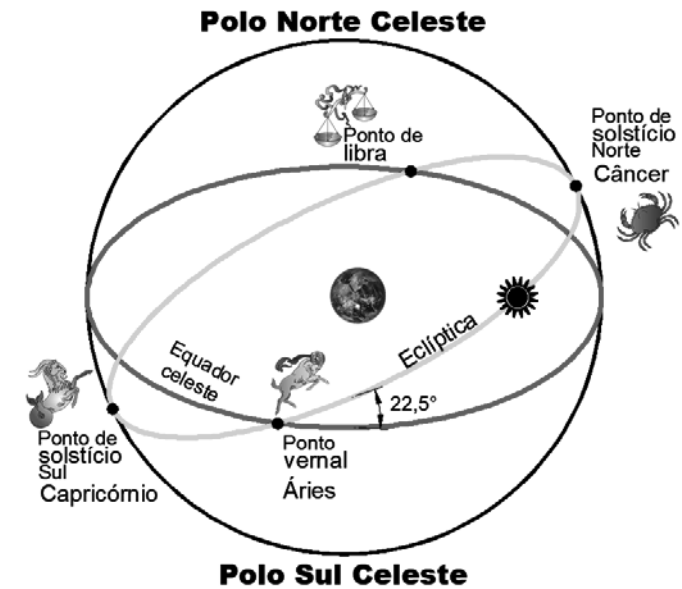 Polo Norte Celeste
Ponto de
libra
Ponto de
solstício
Norte
Câncer
Eclíptica
Equador
celeste
22,5°
Ponto de
solstício
Sul
Capricórnio
Ponto
vernal
Áries
Polo Sul Celeste